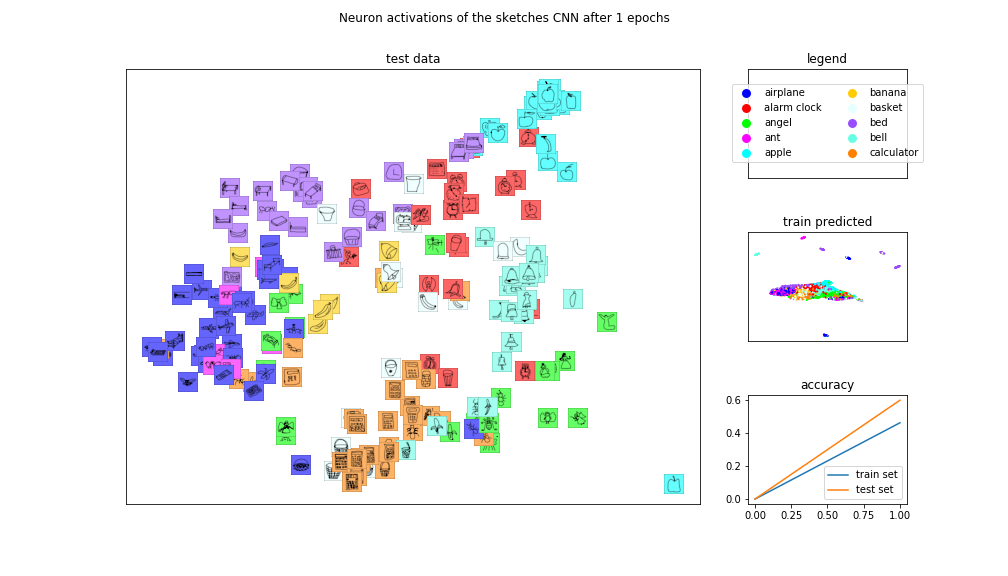 Neuron activations of the sketches CNN after 1 epochs
test data
legend
airplane
alarm clock
angel
ant
apple
banana
basket
bed
bell
calculator
train predicted
accuracy
0.6
0.4
0.2
0.0
train set
test set
0.00 0.25 0.50 0.75 1.00